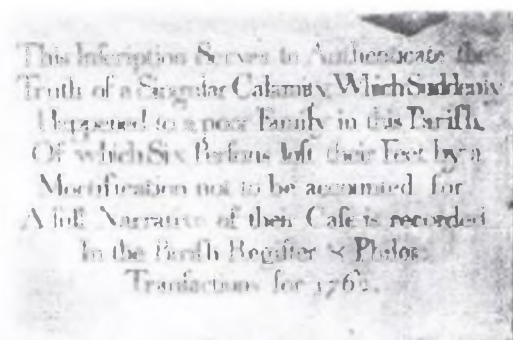 This Inscription Serves to Authenticate the
Truth of a Singular Calamity, Which Suddenly
Happened to a poor Family in this Parish,
Of which Six Persons lost their Feet by a
Mortification not to be accounted for
A full Narrative of their Case is recorded
In the Parish Register & Philos:
Transactions for 1762.